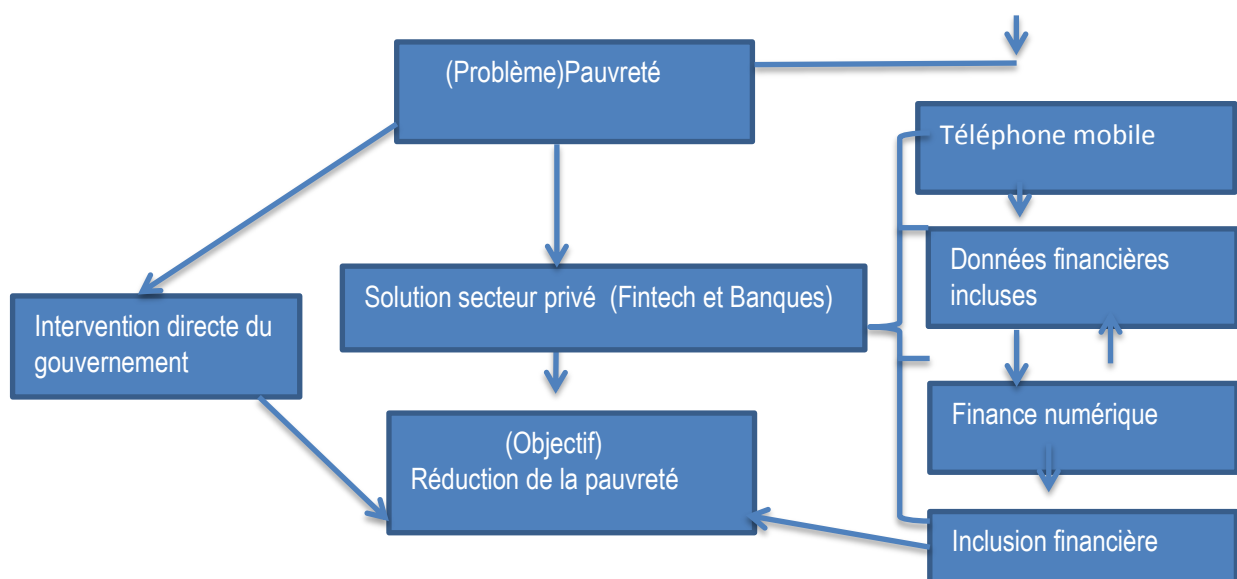 (Problème)Pauvreté
Téléphone mobile
Données financières
incluses
Solution secteur privé (Fintech et Banques)
Intervention directe du
gouvernement
Finance numérique
(Objectif)
Réduction de la pauvreté
Inclusion financière